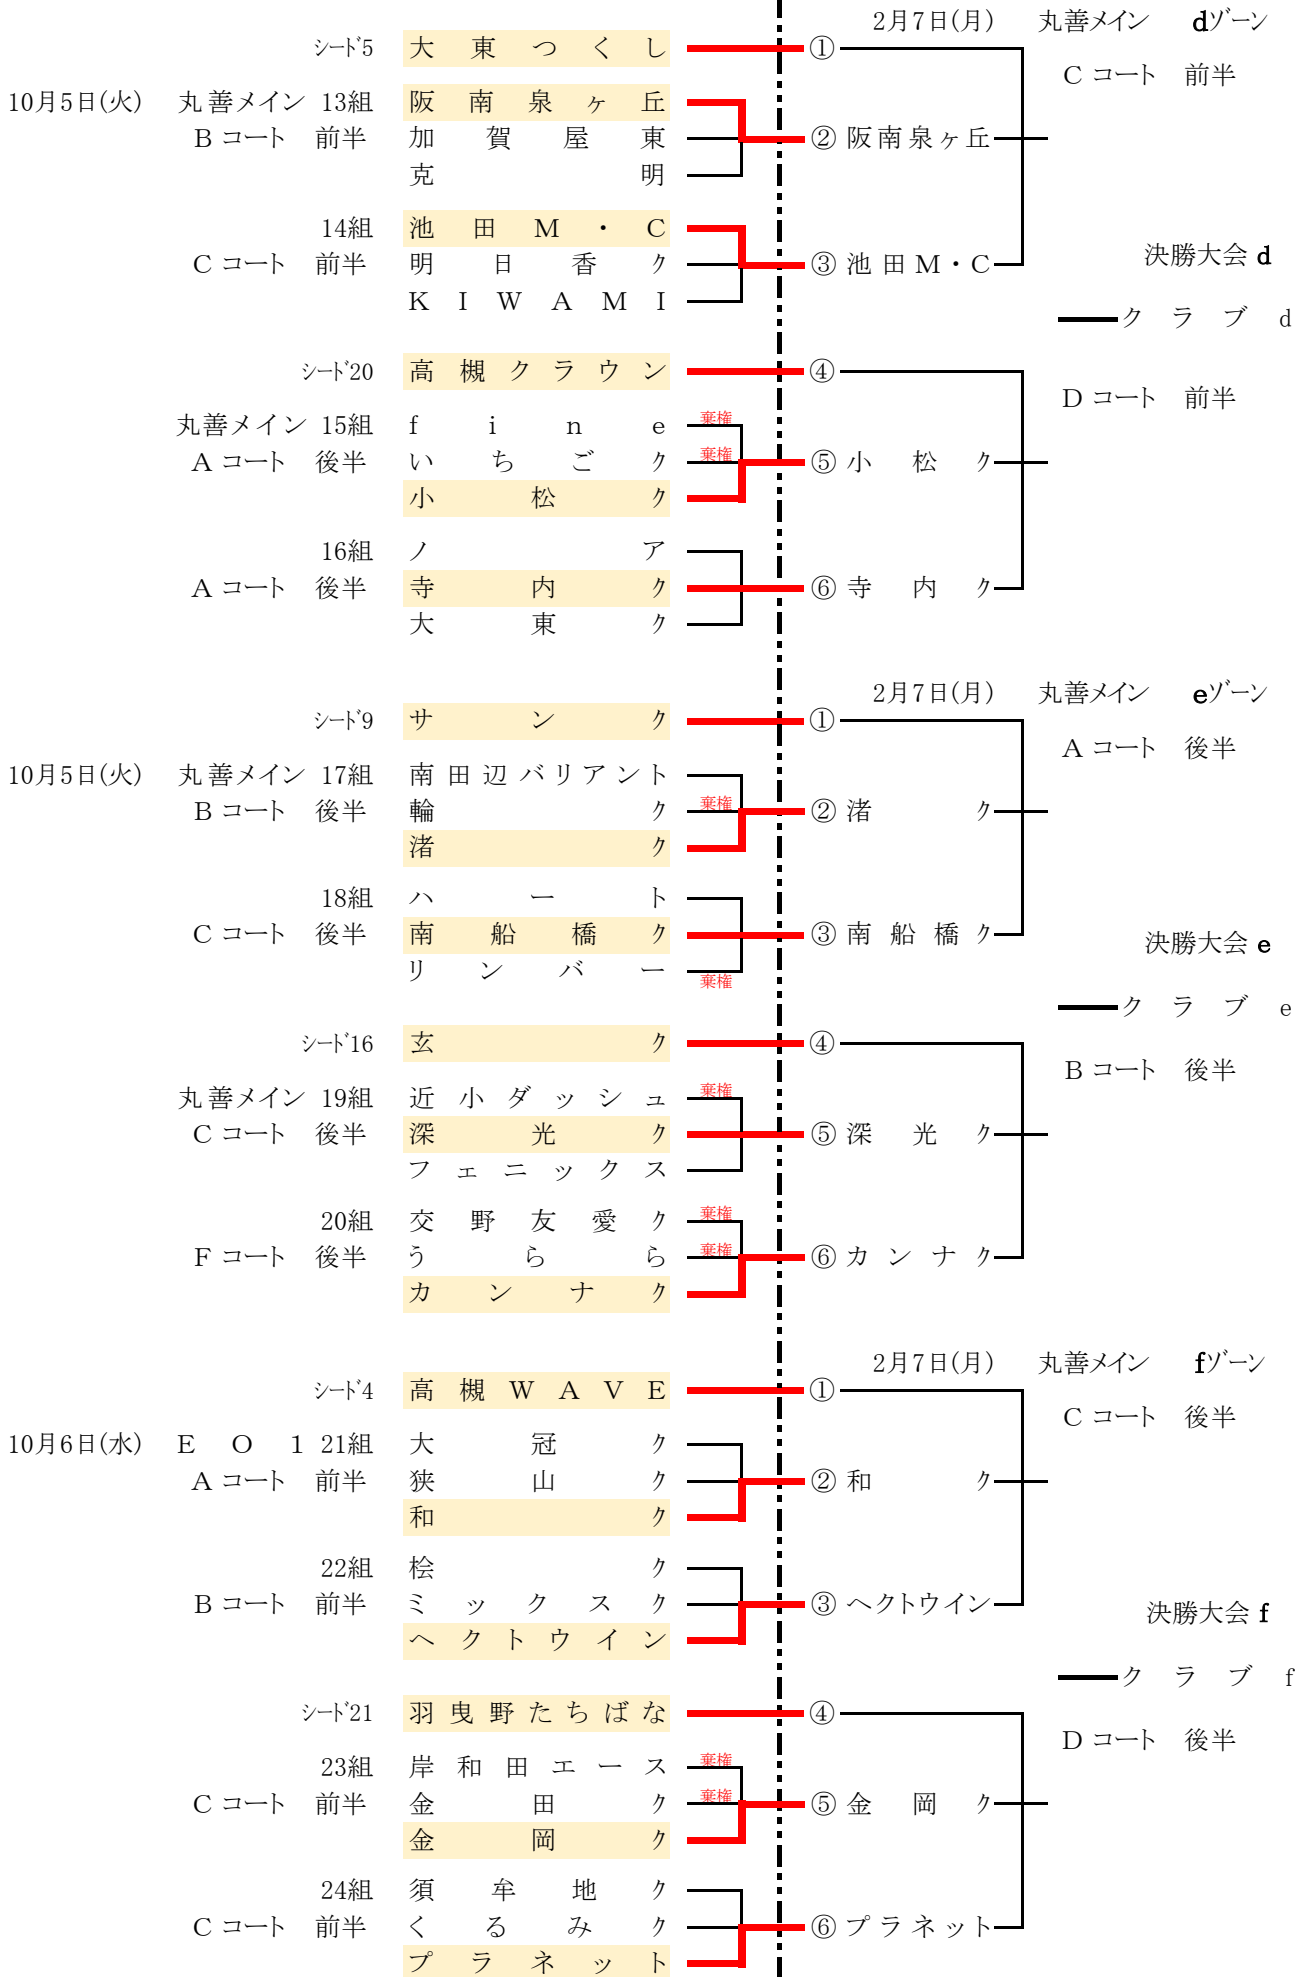 2月7日(月) 丸善メイン dゾーン
シード5 大東つくし ①
Cコート 前半
10月5日(火) 丸善メイン 13組 阪南泉ヶ丘
Bコート 前半 加賀屋東 ② 阪南泉ヶ丘
克明
14組 池田M・C
Cコート 前半 明日香ク ③ 池田M・C
決勝大会 d
KIWAMI
クラブd
シード20 高槻クラウン ④
Dコート 前半
丸善メイン 15組 fine 棄権
Aコート 後半 いちごク 棄権 ⑤ 小松ク
小松ク
16組 ノア
Aコート 後半 寺内ク ⑥ 寺内ク
大東ク
2月7日(月) 丸善メイン eゾーン
シード9 サンク ①
Aコート 後半
10月5日(火) 丸善メイン 17組 南田辺バリアント
Bコート 後半 輪ク 棄権 ② 渚ク
渚ク
18組 ハート
Cコート 後半 南船橋ク ③ 南船橋ク
決勝大会 e
リンバー 棄権
クラブe
シード16 玄ク ④
Bコート 後半
丸善メイン 19組 近小ダッシュ 棄権
Cコート 後半 深光ク ⑤ 深光ク
フェニックス
20組 交野友愛ク 棄権
Fコート 後半 うらら 棄権 ⑥ カンナク
カンナク
2月7日(月) 丸善メイン fゾーン
シード4 高槻WAVE ①
Cコート 後半
10月6日(水) EO1 21組 大冠ク
Aコート 前半 狭山ク ② 和ク
和ク
22組 桧ク
Bコート 前半 ミックスク ③ ヘクトウイン
決勝大会 f
ヘクトウイン
クラブf
シード21 羽曳野たちばな ④
Dコート 後半
23組 岸和田エース 棄権
Cコート 前半 金田ク 棄権 ⑤ 金岡ク
金岡ク
24組 須牟地ク
Cコート 前半 くるみク ⑥ プラネット
プラネット